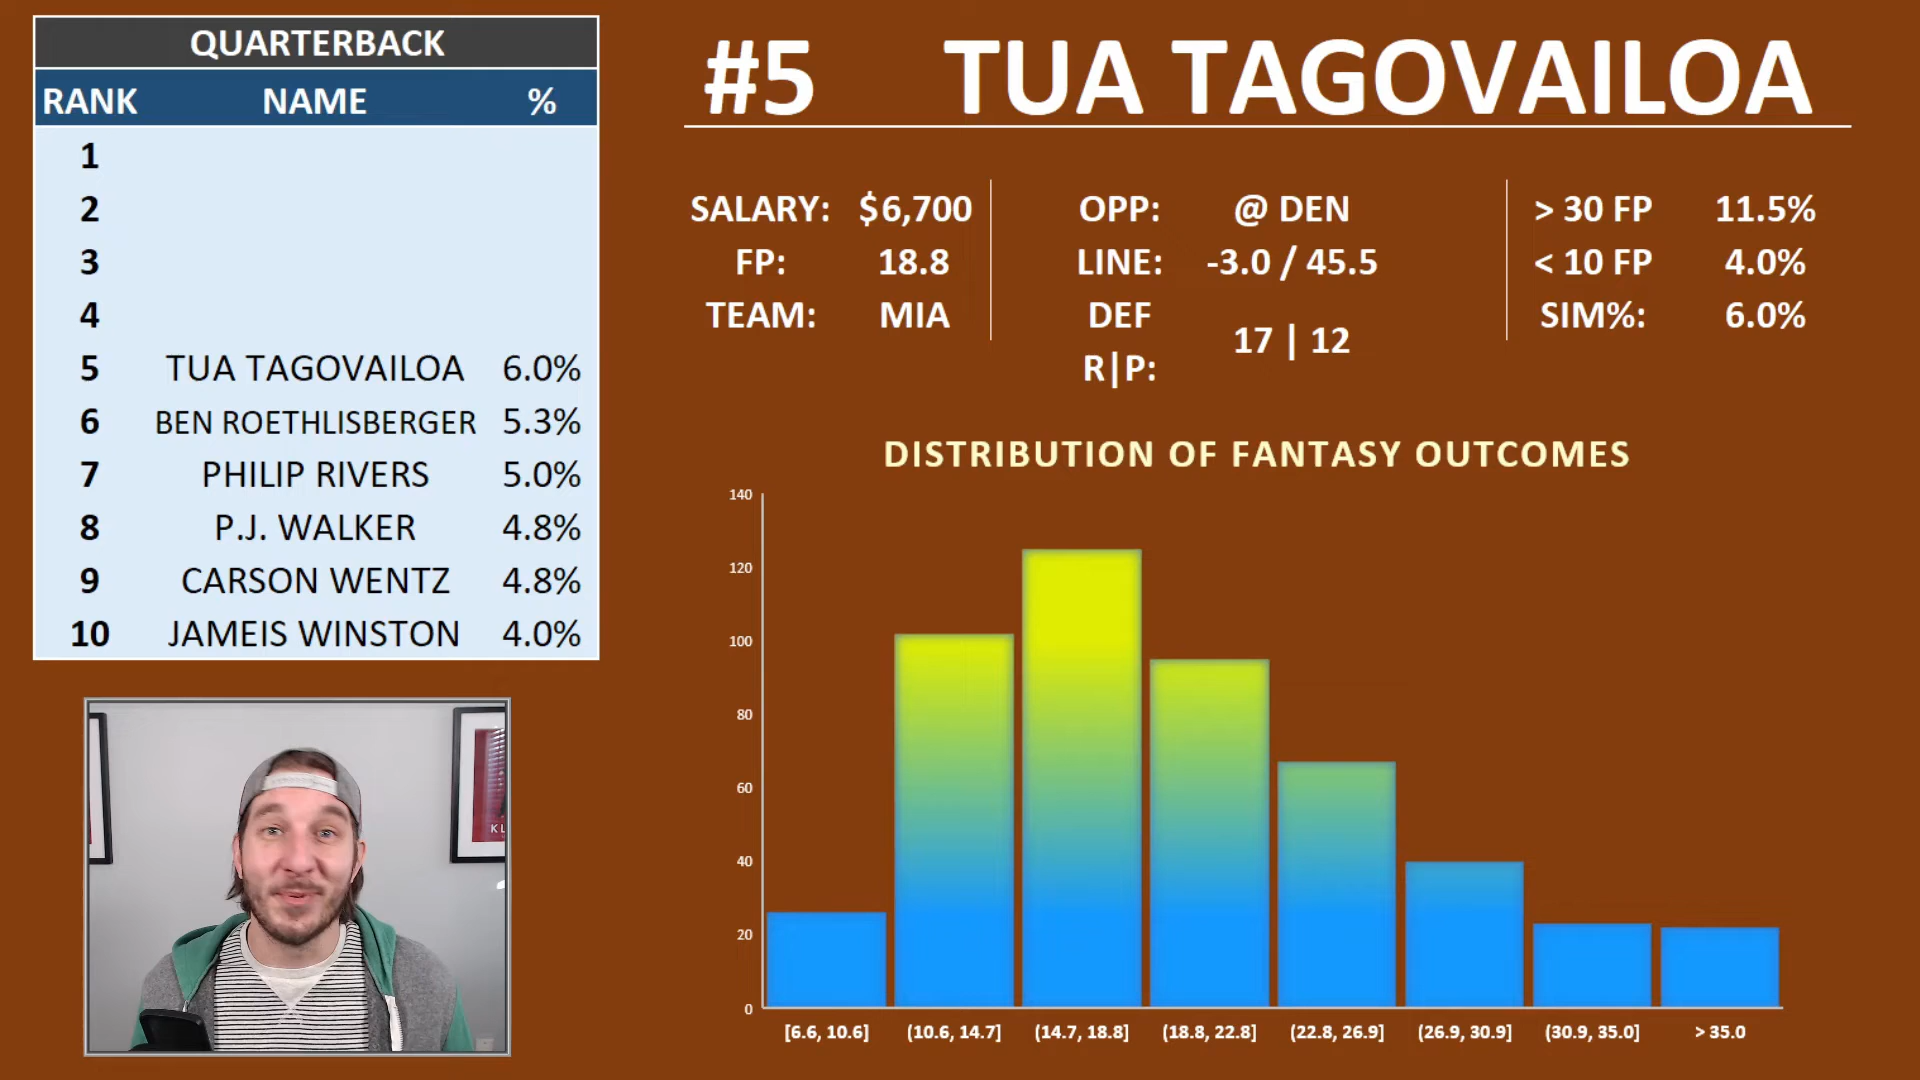 QUARTERBACK
RANK NAME %
1
2
3
4
5 TUA TAGOVAILOA 6.0%
6 BEN ROETHLISBERGER 5.3%
7 PHILIP RIVERS 5.0%
8 P.J. WALKER 4.8%
9 CARSON WENTZ 4.8%
10 JAMEIS WINSTON 4.0%
#5 TUA TAGOVAILOA
SALARY: $6,700
FP: 18.8
TEAM: MIA
OPP: @ DEN
LINE: -3.0 / 45.5
DEF
R|P: 17 | 12
> 30 FP 11.5%
< 10 FP 4.0%
SIM%: 6.0%
DISTRIBUTION OF FANTASY OUTCOMES
140
120
100
80
60
40
20
0
[6.6, 10.6] (10.6, 14.7] (14.7, 18.8] (18.8, 22.8] (22.8, 26.9] (26.9, 30.9] (30.9, 35.0] > 35.0
KL